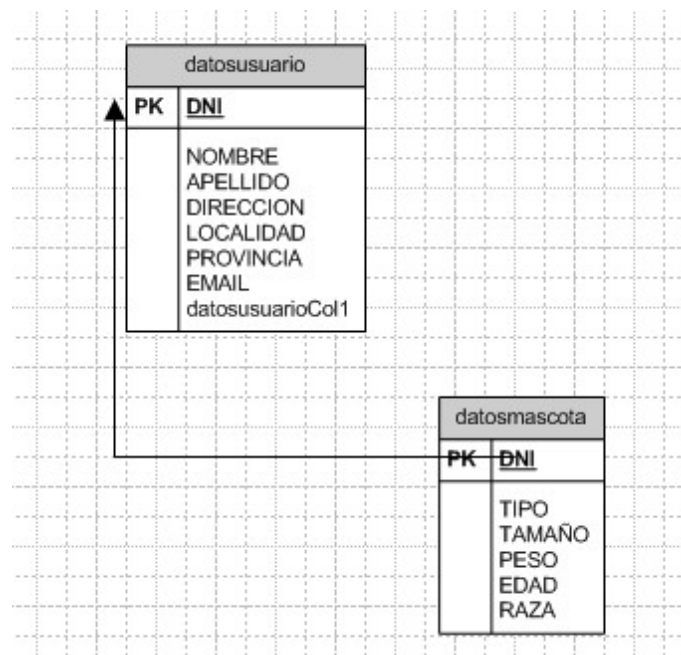 datosusuario
PK DNI
NOMBRE
APELLIDO
DIRECCION
LOCALIDAD
PROVINCIA
EMAIL
datosusuarioCol1
datosmascota
PK DNI
TIPO
TAMAÑO
PESO
EDAD
RAZA